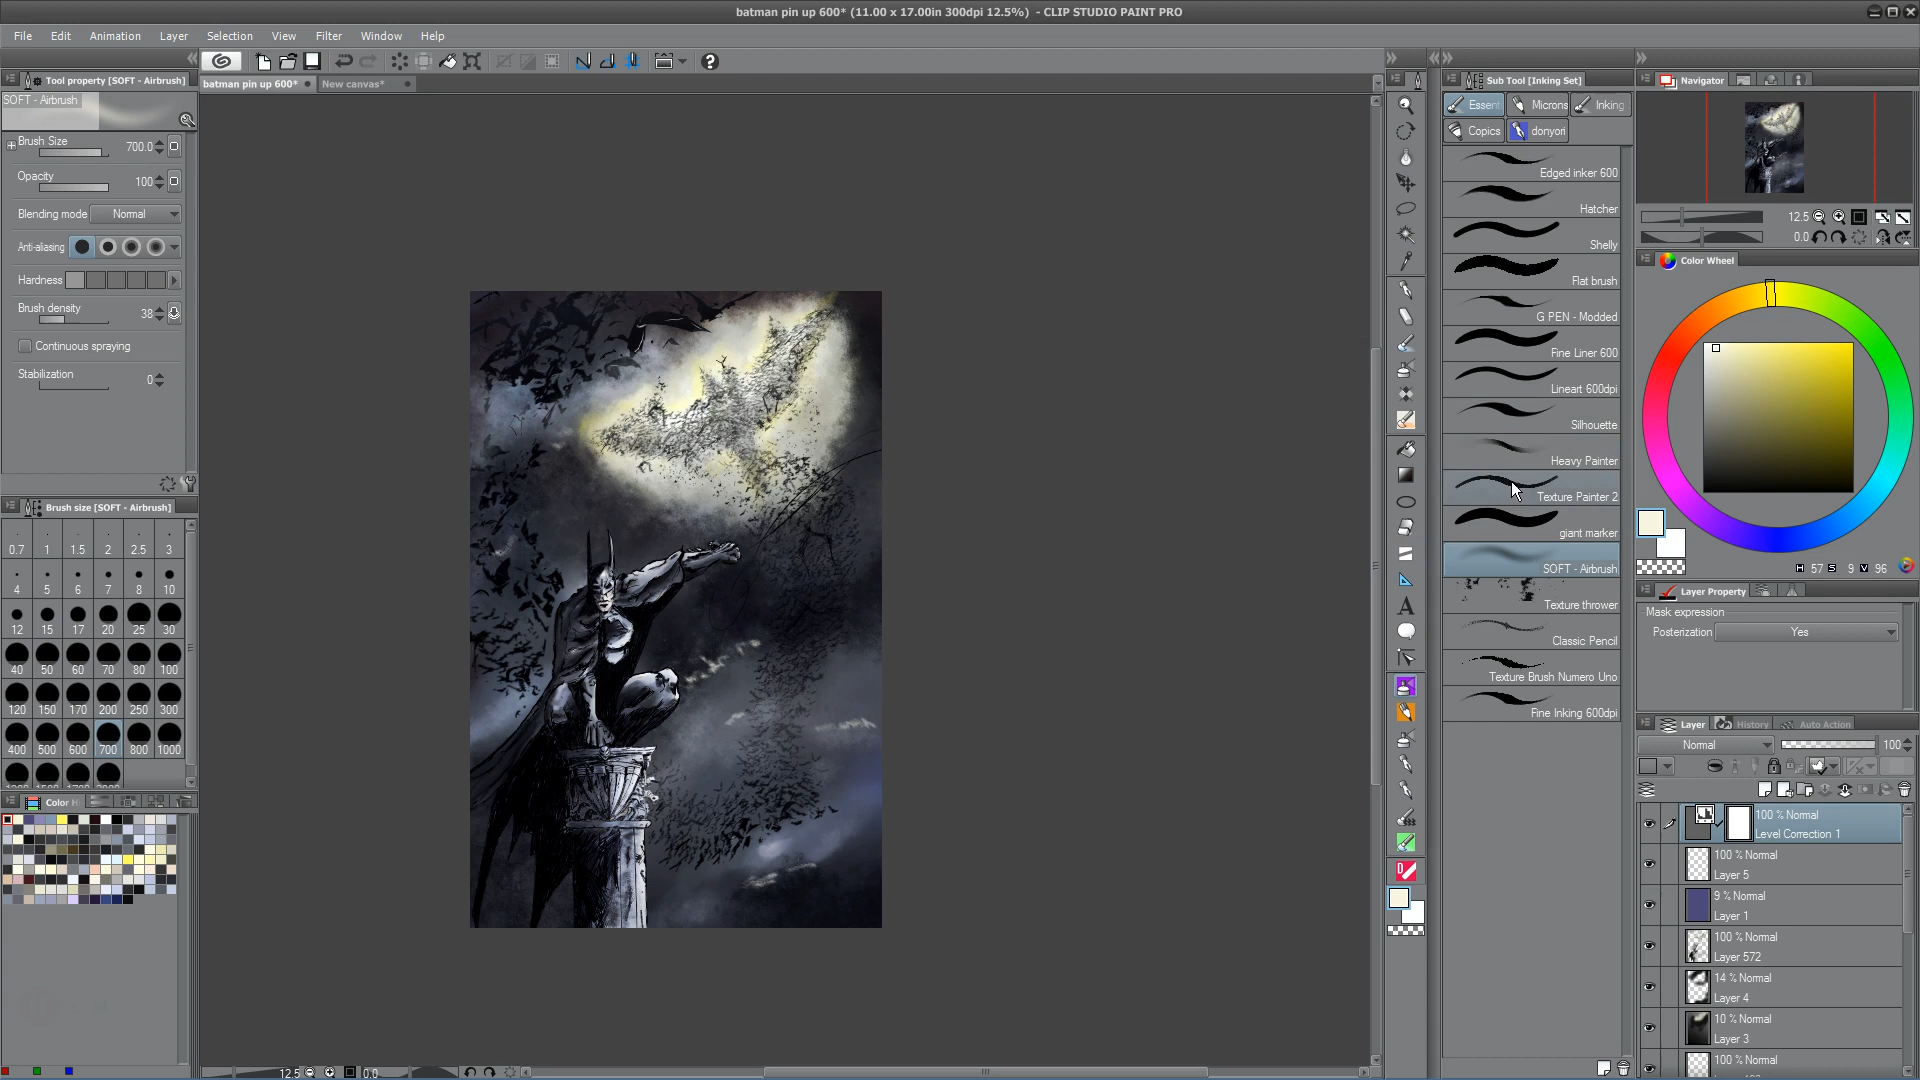 batman pin up 600* (11.00 x 17.00in 300dpi 12.5%) - CLIP STUDIO PAINT PRO
File Edit Animation Layer Selection View Filter Window Help
Tool property [SOFT - Airbrush]
batman pin up 600*
New canvas*
SOFT - Airbrush
Brush Size 700.0
Opacity 100
Blending mode Normal
Anti-aliasing
Hardness
Brush density 38
Continuous spraying
Stabilization 0
Brush size [SOFT - Airbrush]
0.7 1 1.5 2 2.5 3
4 5 6 7 8 10
12 15 17 20 25 30
40 50 60 70 80 100
120 150 170 200 250 300
400 500 600 700 800 1000
Color H
12.5 0.0
Sub Tool [Inking Set]
Essent Microns Inking
Copics donyori
Edged inker 600
Hatcher
Shelly
Flat brush
G PEN - Modded
Fine Liner 600
Lineart 600dpi
Silhouette
Heavy Painter
Texture Painter 2
giant marker
SOFT - Airbrush
Texture thrower
Classic Pencil
Texture Brush Numero Uno
Fine Inking 600dpi
Navigator
12.5
0.0
Color Wheel
H 57 S 9 V 96
Layer Property
Mask expression
Posterization Yes
Layer History Auto Action
Normal 100
100 % Normal
Level Correction 1
100 % Normal
Layer 5
9 % Normal
Layer 1
100 % Normal
Layer 572
14 % Normal
Layer 4
10 % Normal
Layer 3
100 % Normal